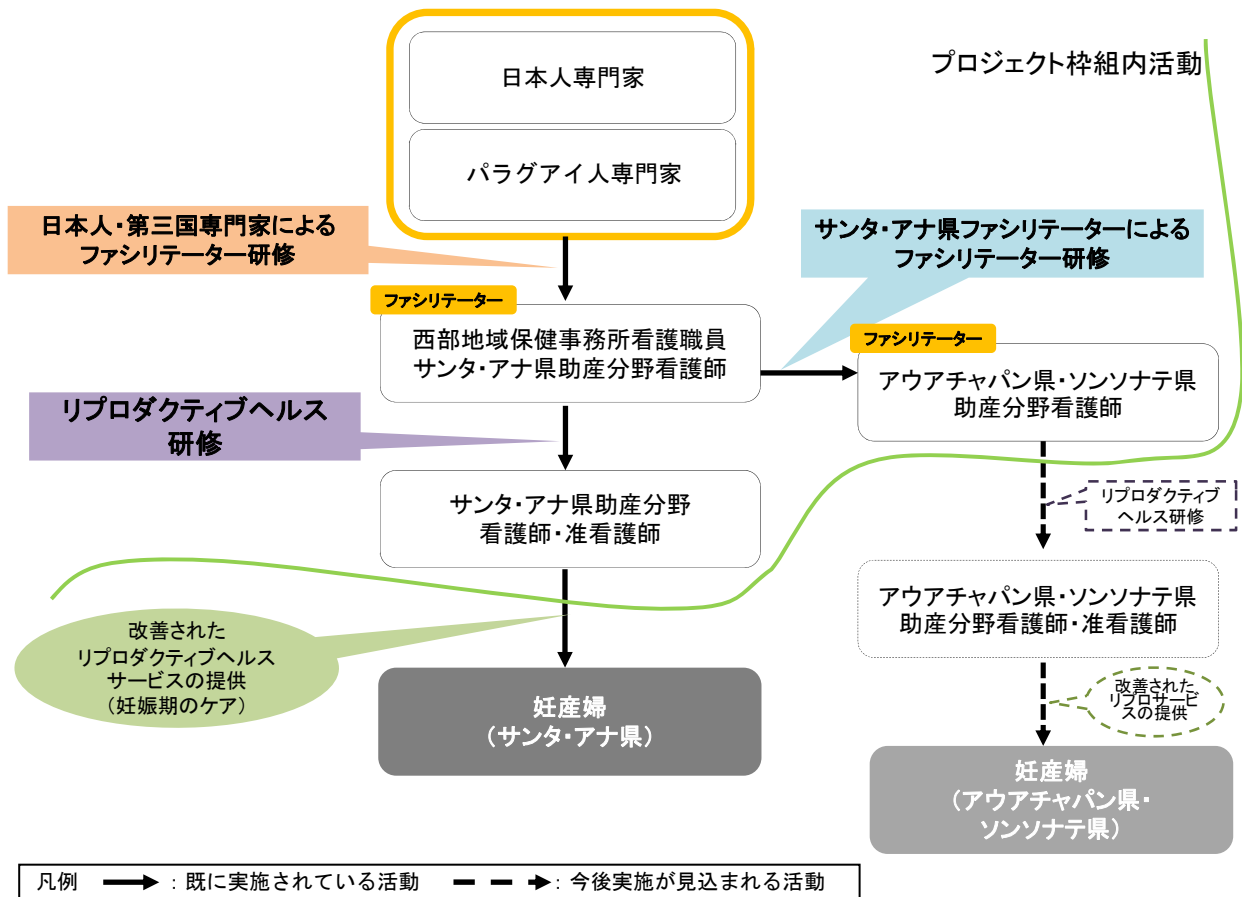 日本人専門家
プロジェクト枠組内活動
パラグアイ人専門家
日本人・第三国専門家による
ファシリテーター研修
サンタ・アナ県ファシリテーターによる
ファシリテーター研修
ファシリテーター
西部地域保健事務所看護職員
サンタ・アナ県助産分野看護師
ファシリテーター
アウアチャパン県・ソンソナテ県
助産分野看護師
リプロダクティブヘルス
研修
サンタ・アナ県助産分野
看護師・准看護師
リプロダクティブ
ヘルス研修
アウアチャパン県・ソンソナテ県
助産分野看護師・准看護師
改善された
リプロダクティブヘルス
サービスの提供
（妊娠期のケア）
妊産婦
（サンタ・アナ県）
改善された
リプロサービ
スの提供
妊産婦
（アウアチャパン県・
ソンソナテ県）
凡例 ：既に実施されている活動 ：今後実施が見込まれる活動